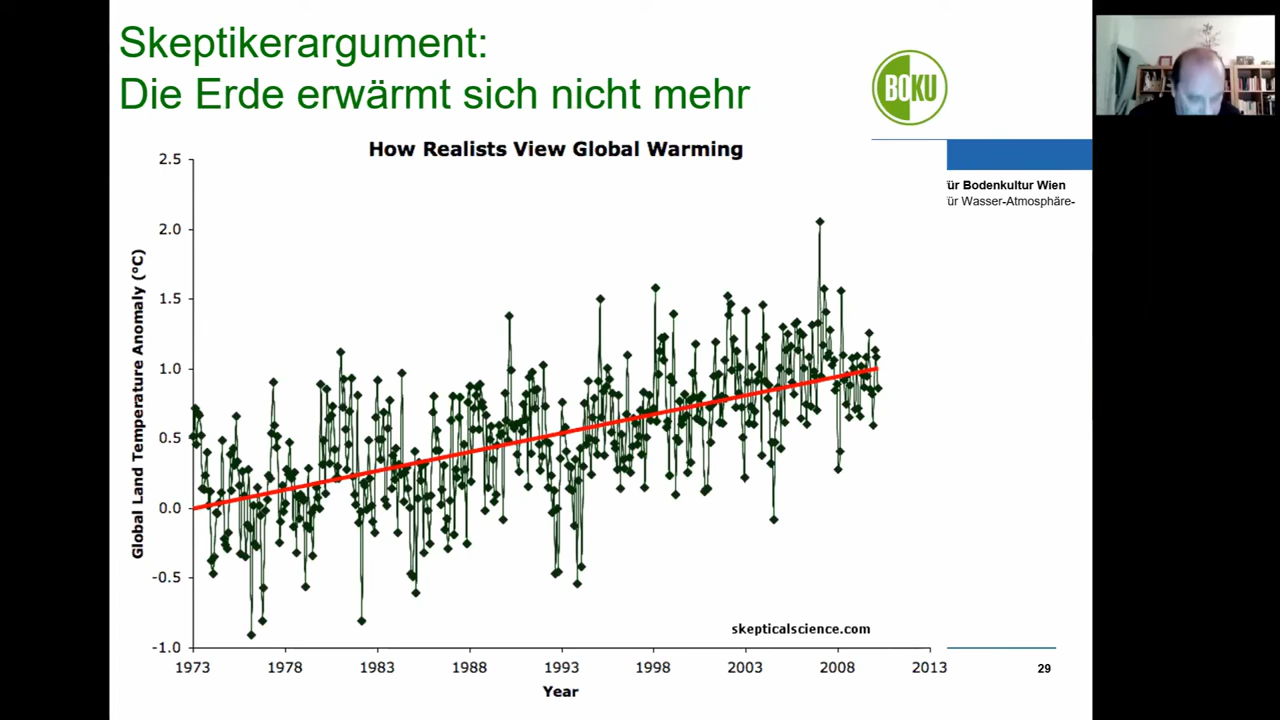 Skeptikerargument:
Die Erde erwärmt sich nicht mehr
BOKU
How Realists View Global Warming
ür Bodenkultur Wien
ür Wasser-Atmosphäre-
Global Land Temperature Anomaly (°C)
2.5
2.0
1.5
1.0
0.5
0.0
-0.5
-1.0
skepticalscience.com
1973 1978 1983 1988 1993 1998 2003 2008 2013
Year
29